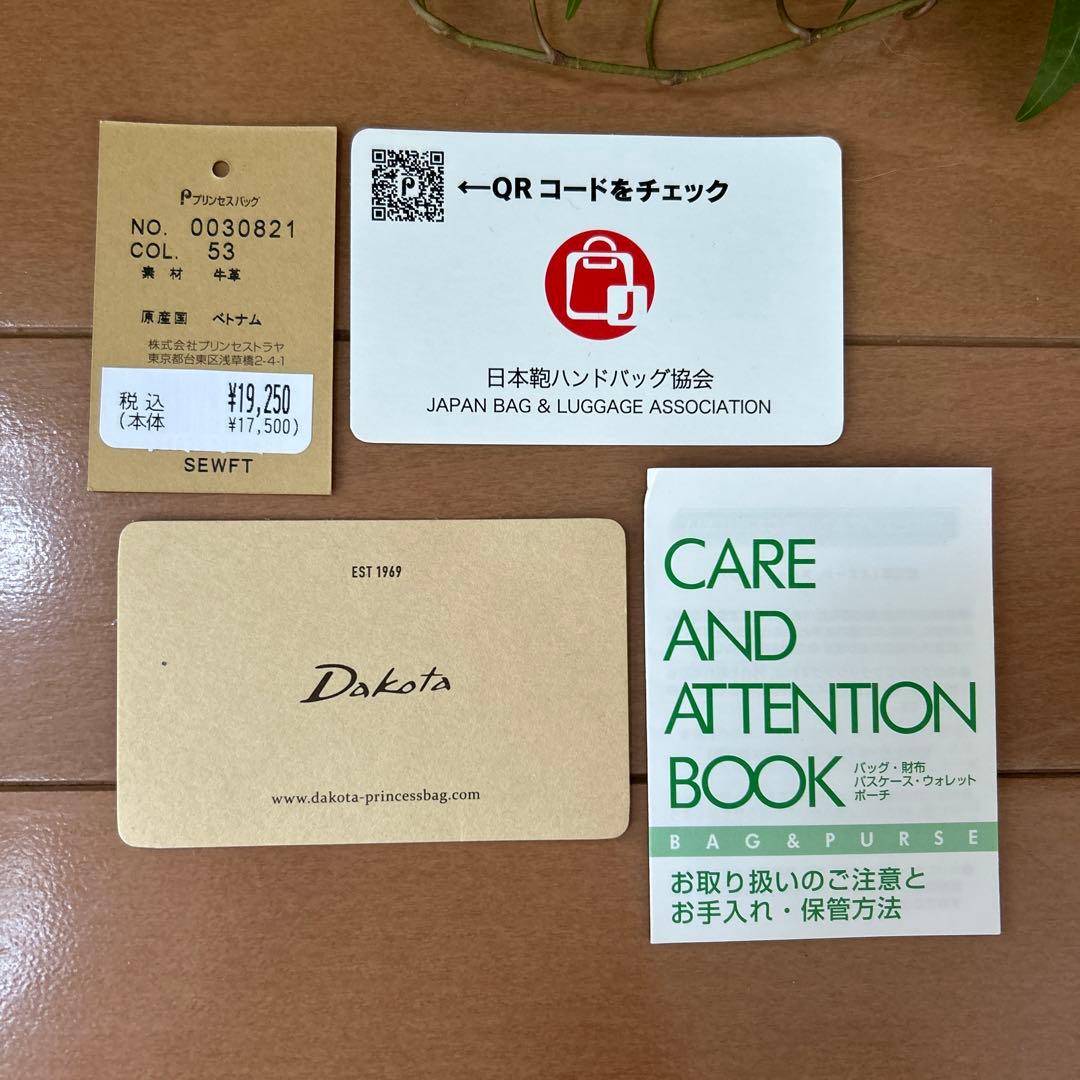 プリンセスバッグ
NO. 0030821
COL. 53
素材 牛革
原産国 ベトナム
株式会社プリンセストラヤ
東京都台東区浅草橋2-4-1
税込 ¥19,250
(本体 ¥17,500)
SEWFT
←QRコードをチェック
日本鞄ハンドバッグ協会
JAPAN BAG & LUGGAGE ASSOCIATION
EST 1969
Dakota
www.dakota-princessbag.com
CARE
AND
ATTENTION
BOOK
バッグ・財布
パスケース・ウォレット
ポーチ
BAG&PURSE
お取り扱いのご注意と
お手入れ・保管方法